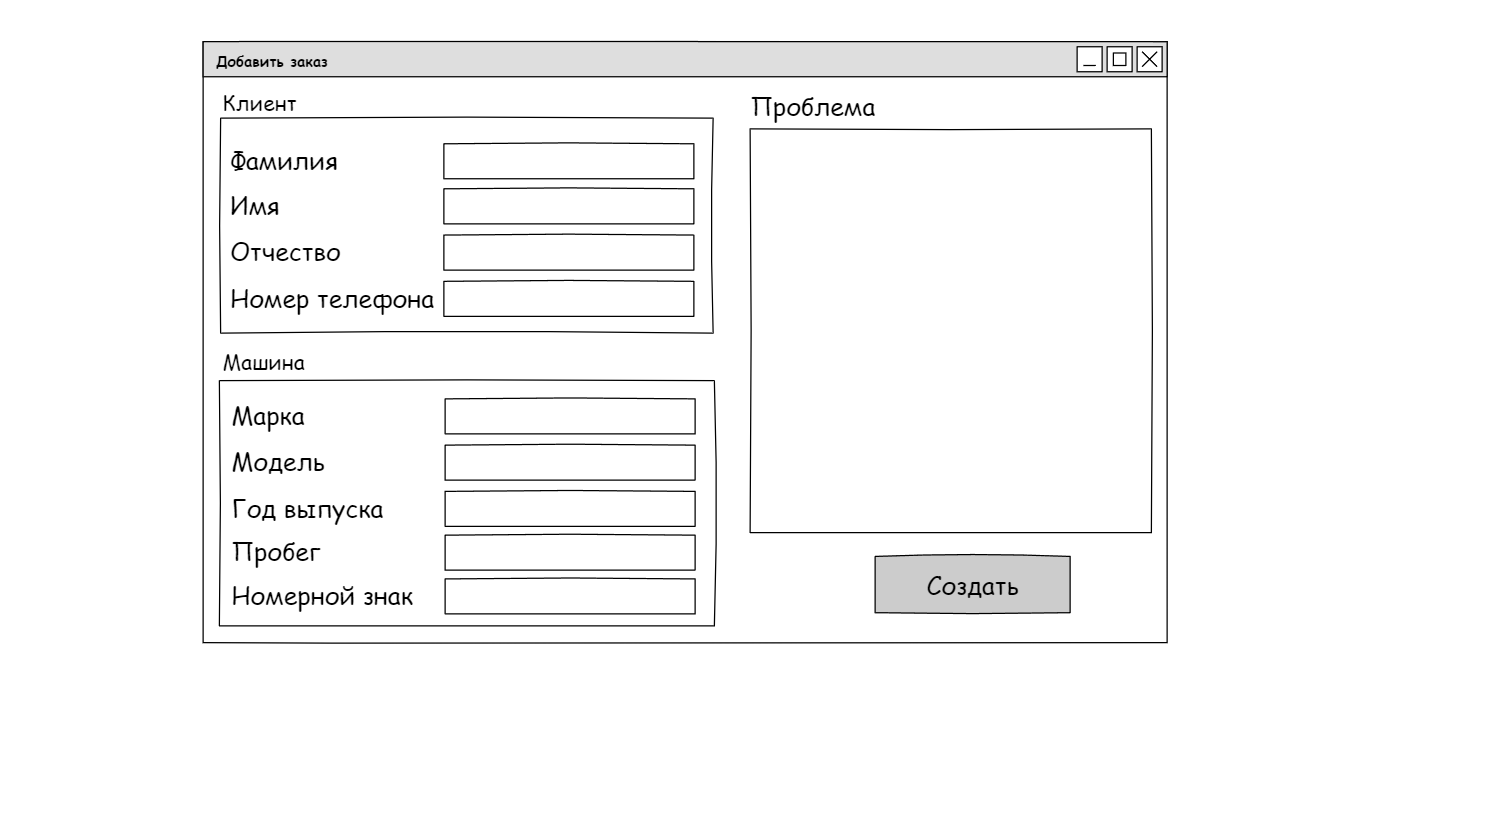 Добавить заказ
Клиент
Фамилия
Имя
Отчество
Номер телефона
Машина
Марка
Модель
Год выпуска
Пробег
Номерной знак
Проблема
Создать